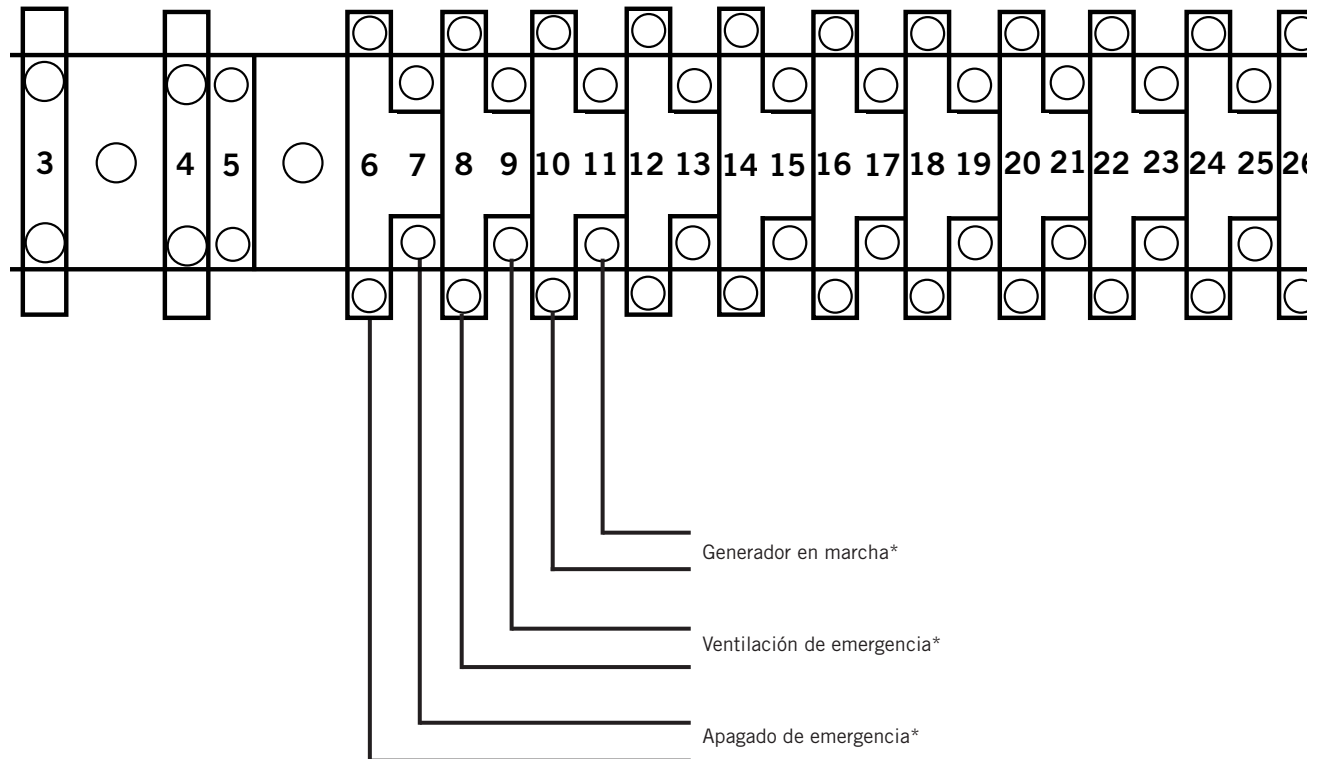 3 4 5 6 7 8 9 10 11 12 13 14 15 16 17 18 19 20 21 22 23 24 25 26
Generador en marcha*
Ventilación de emergencia*
Apagado de emergencia*